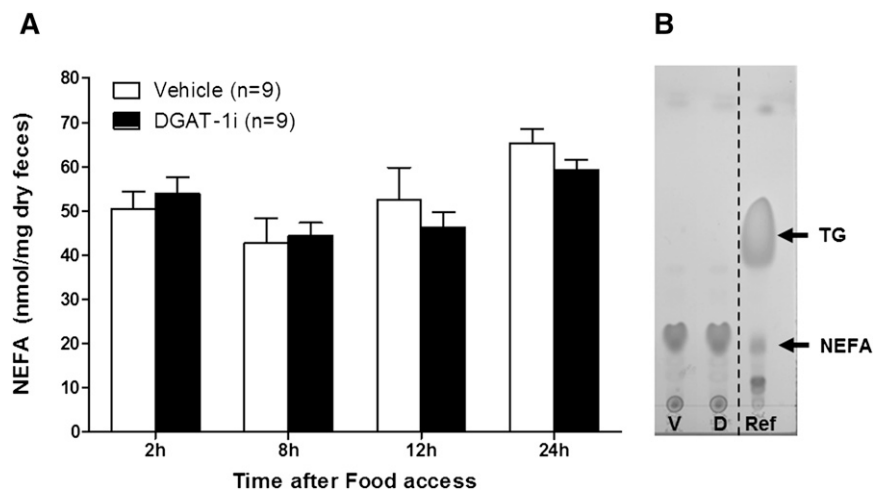 A
B
80
70
60
50
40
30
20
10
0
NEFA (nmol/mg dry feces)
Vehicle (n=9)
DGAT-1i (n=9)
2h
8h
12h
24h
Time after Food access
TG
NEFA
V D Ref